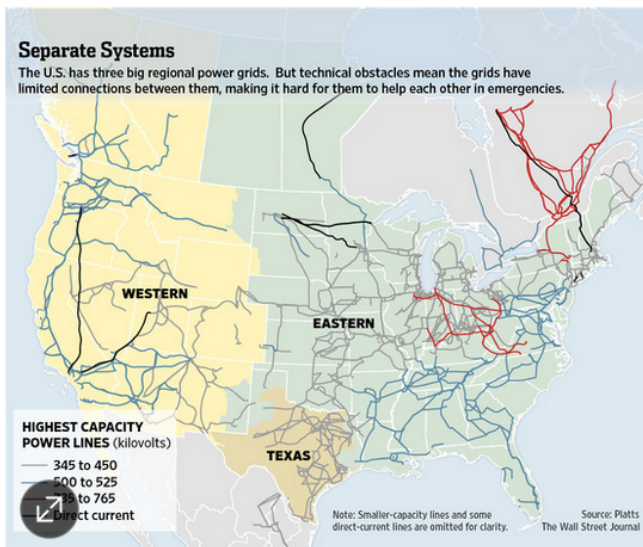 Separate Systems
The U.S. has three big regional power grids.  But technical obstacles mean the grids have
limited connections between them, making it hard for them to help each other in emergencies.
WESTERN
EASTERN
TEXAS
HIGHEST CAPACITY
POWER LINES (kilovolts)
345 to 450
500 to 525
to 765
Direct current
Note: Smaller-capacity lines and some
direct-current lines are omitted for clarity.
Source: Platts
The Wall Street Journal